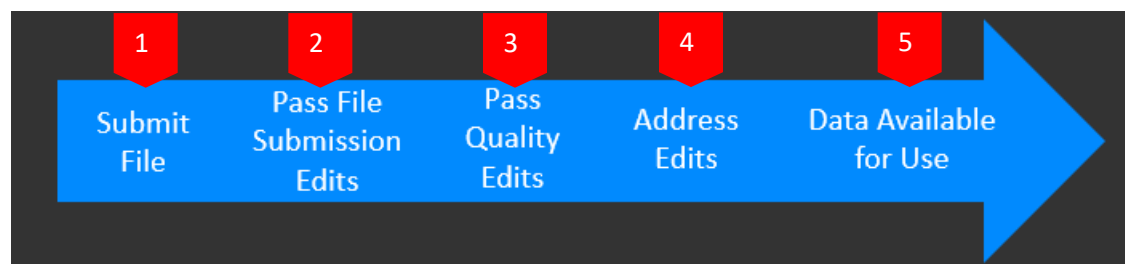 1
2
3
4
5
Submit
File
Pass File
Submission
Edits
Pass
Quality
Edits
Address
Edits
Data Available
for Use